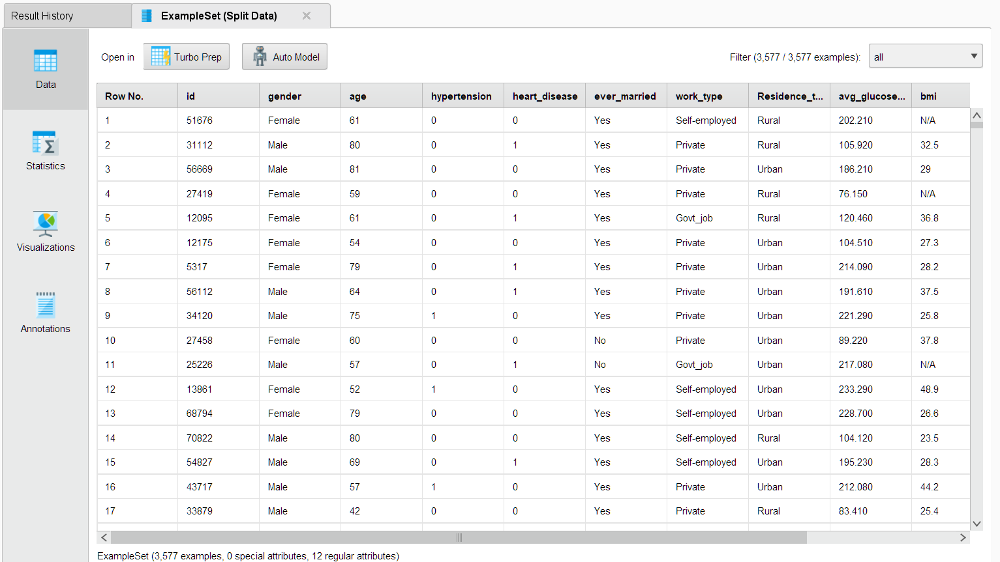 Result History ExampleSet (Split Data)
Open in Turbo Prep Auto Model Filter (3,577 / 3,577 examples): all
Data
Statistics
Visualizations
Annotations
Row No. id gender age hypertension heart_disease ever_married work_type Residence_t... avg_glucose... bmi
1 51676 Female 61 0 0 Yes Self-employed Rural 202.210 N/A
2 31112 Male 80 0 1 Yes Private Rural 105.920 32.5
3 56669 Male 81 0 0 Yes Private Urban 186.210 29
4 27419 Female 59 0 0 Yes Private Rural 76.150 N/A
5 12095 Female 61 0 1 Yes Govt_job Rural 120.460 36.8
6 12175 Female 54 0 0 Yes Private Urban 104.510 27.3
7 5317 Female 79 0 1 Yes Private Urban 214.090 28.2
8 56112 Male 64 0 1 Yes Private Urban 191.610 37.5
9 34120 Male 75 1 0 Yes Private Urban 221.290 25.8
10 27458 Female 60 0 0 No Private Urban 89.220 37.8
11 25226 Male 57 0 1 No Govt_job Urban 217.080 N/A
12 13861 Female 52 1 0 Yes Self-employed Urban 233.290 48.9
13 68794 Female 79 0 0 Yes Self-employed Urban 228.700 26.6
14 70822 Male 80 0 0 Yes Self-employed Rural 104.120 23.5
15 54827 Male 69 0 1 Yes Self-employed Urban 195.230 28.3
16 43717 Male 57 1 0 Yes Private Urban 212.080 44.2
17 33879 Male 42 0 0 Yes Private Rural 83.410 25.4
ExampleSet (3,577 examples, 0 special attributes, 12 regular attributes)